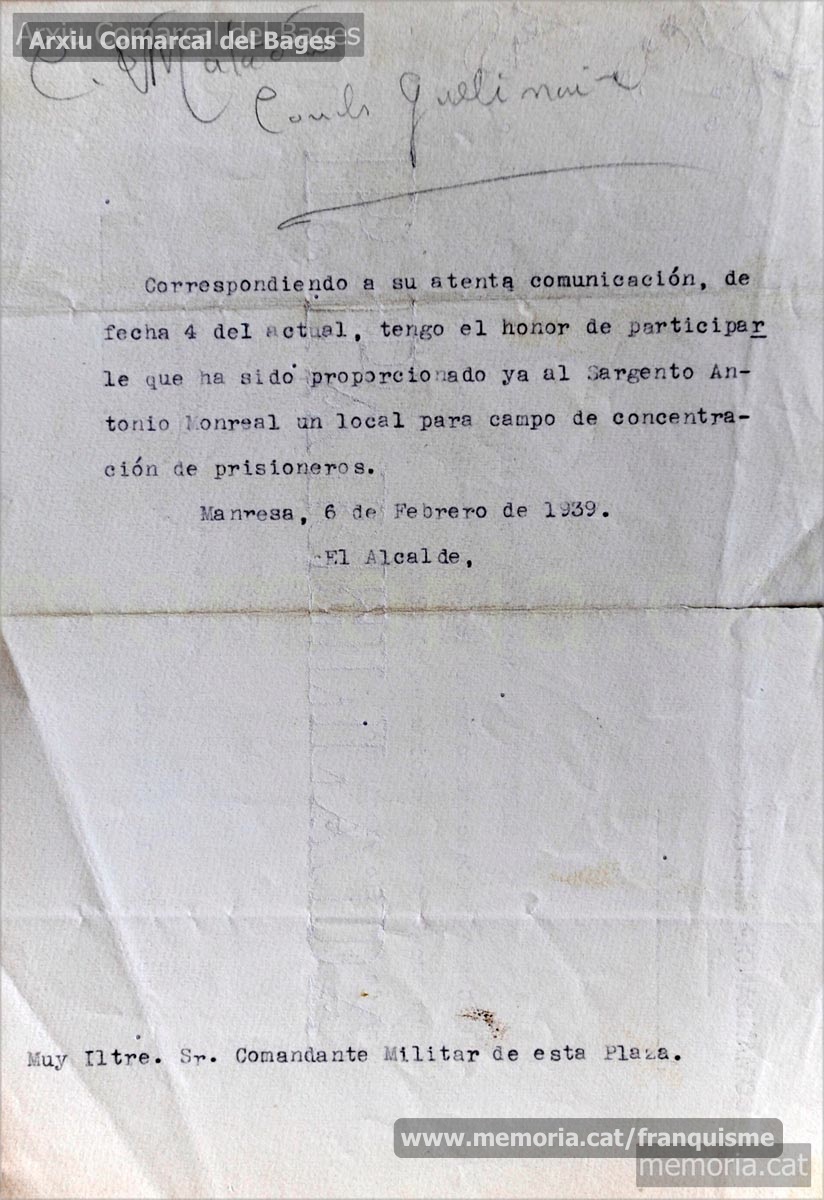 Arxiu Comarcal del Bages
Correspondiendo a su atenta comunicación, de
fecha 4 del actual, tengo el honor de participar
le que ha sido proporcionado ya al Sargento An-
tonio Monreal un local para campo de concentra-
ción de prisioneros.
Manresa, 6 de Febrero de 1939.
El Alcalde,
Muy Iltre. Sr. Comandante Militar de esta Plaza.
www.memoria.cat/franquisme
memoria.cat